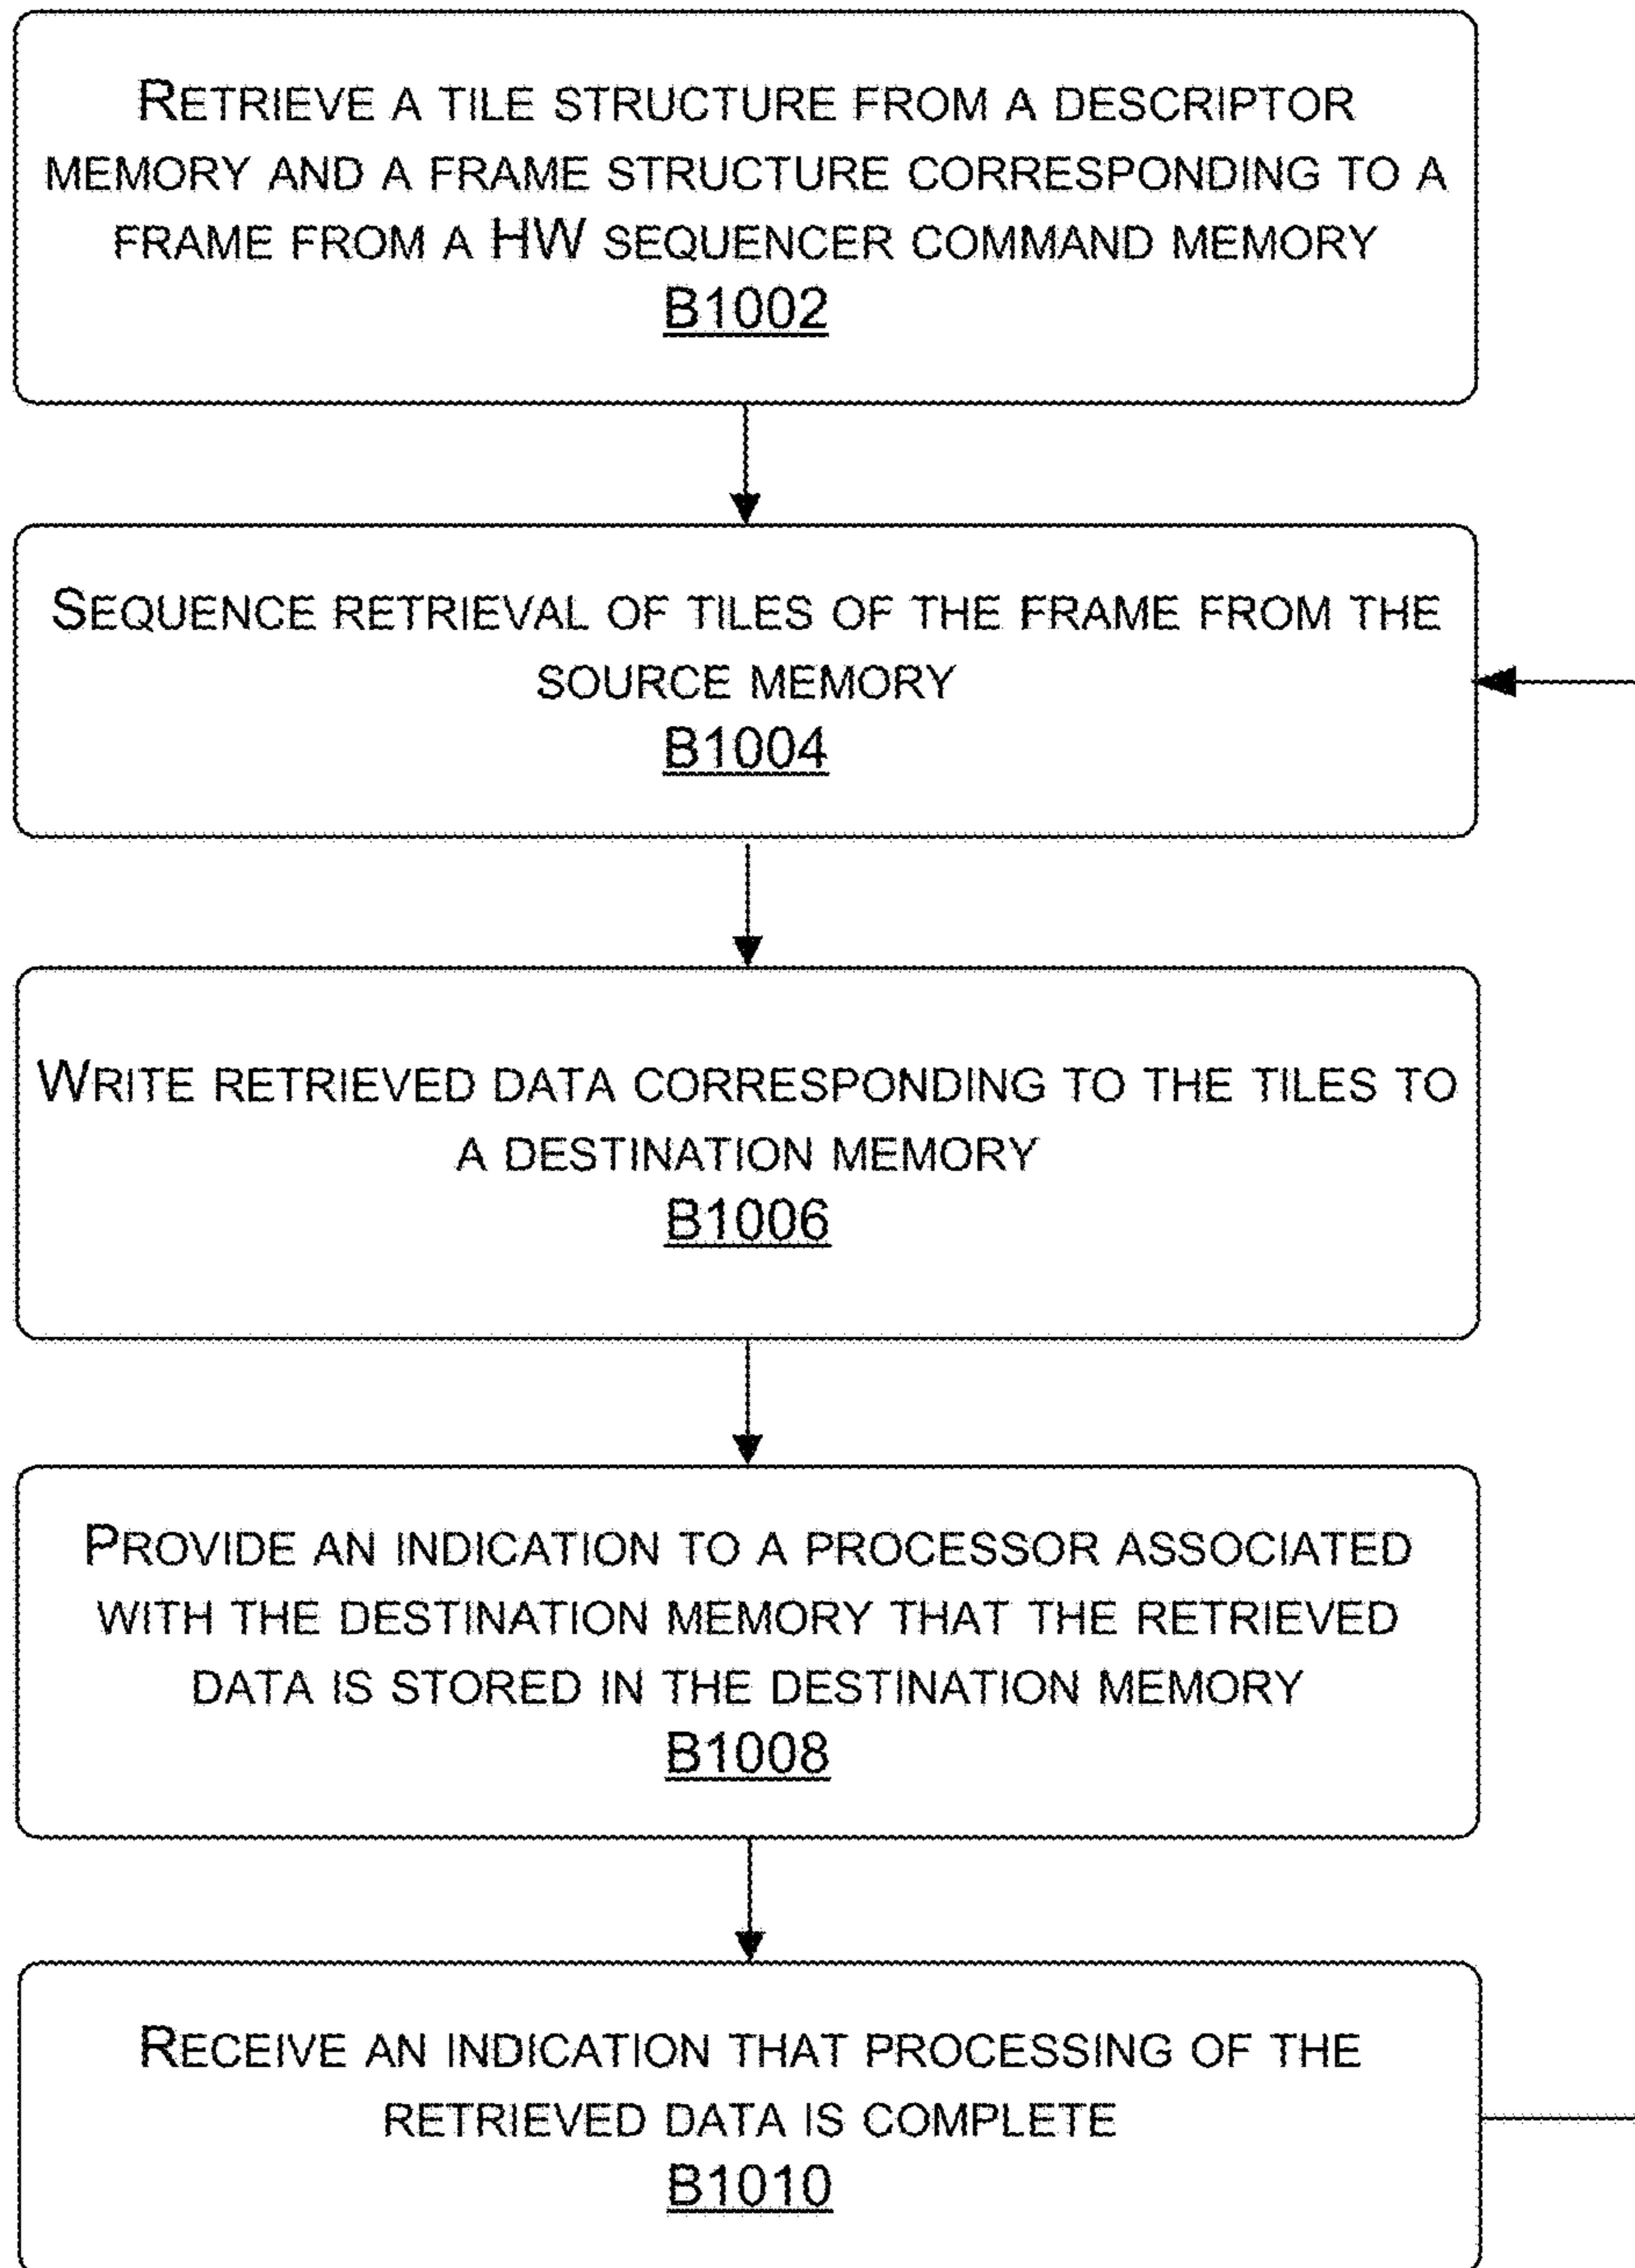 RETRIEVE A TILE STRUCTURE FROM A DESCRIPTOR
MEMORY AND A FRAME STRUCTURE CORRESPONDING TO A
FRAME FROM A HW SEQUENCER COMMAND MEMORY
B1002
SEQUENCE RETRIEVAL OF TILES OF THE FRAME FROM THE
SOURCE MEMORY
B1004
WRITE RETRIEVED DATA CORRESPONDING TO THE TILES TO
A DESTINATION MEMORY
B1006
PROVIDE AN INDICATION TO A PROCESSOR ASSOCIATED
WITH THE DESTINATION MEMORY THAT THE RETRIEVED
DATA IS STORED IN THE DESTINATION MEMORY
B1008
RECEIVE AN INDICATION THAT PROCESSING OF THE
RETRIEVED DATA IS COMPLETE
B1010